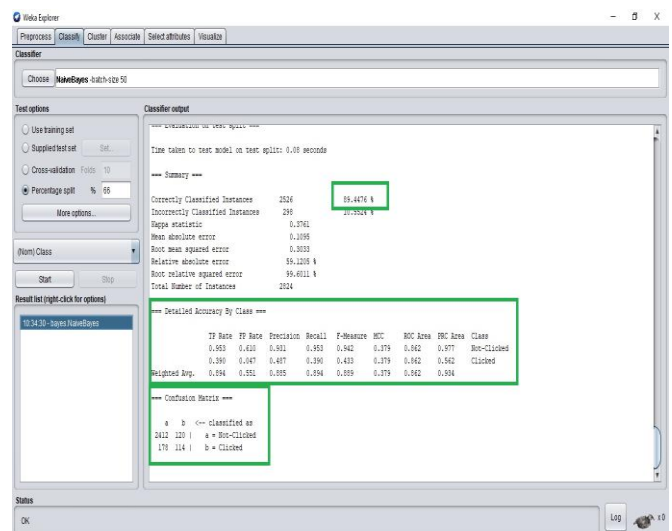 Weka Explorer
Preprocess Classify Cluster Associate Select attributes Visualize
Classifier
Choose NaiveBayes -batch-size 50
Test options
Use training set
Supplied test set Set...
Cross-validation Folds 10
Percentage split % 66
More options...
(Nom) Class
Start Stop
Result list (right-click for options)
10:34:30 - bayes.NaiveBayes
Classifier output
=== Evaluation on test split ===
Time taken to test model on test split: 0.08 seconds
=== Summary ===
Correctly Classified Instances 2526 89.4476 %
Incorrectly Classified Instances 298 10.5524 %
Kappa statistic 0.3761
Mean absolute error 0.1095
Root mean squared error 0.3033
Relative absolute error 59.1205 %
Root relative squared error 99.6011 %
Total Number of Instances 2824
=== Detailed Accuracy By Class ===
TP Rate FP Rate Precision Recall F-Measure MCC ROC Area PRC Area Class
0.953 0.610 0.931 0.953 0.942 0.379 0.862 0.977 Not-Clicked
0.390 0.047 0.487 0.390 0.433 0.379 0.862 0.562 Clicked
Weighted Avg. 0.894 0.551 0.885 0.894 0.889 0.379 0.862 0.934
=== Confusion Matrix ===
a b <-- classified as
2412 120 | a = Not-Clicked
178 114 | b = Clicked
Status
OK
Log
x 0